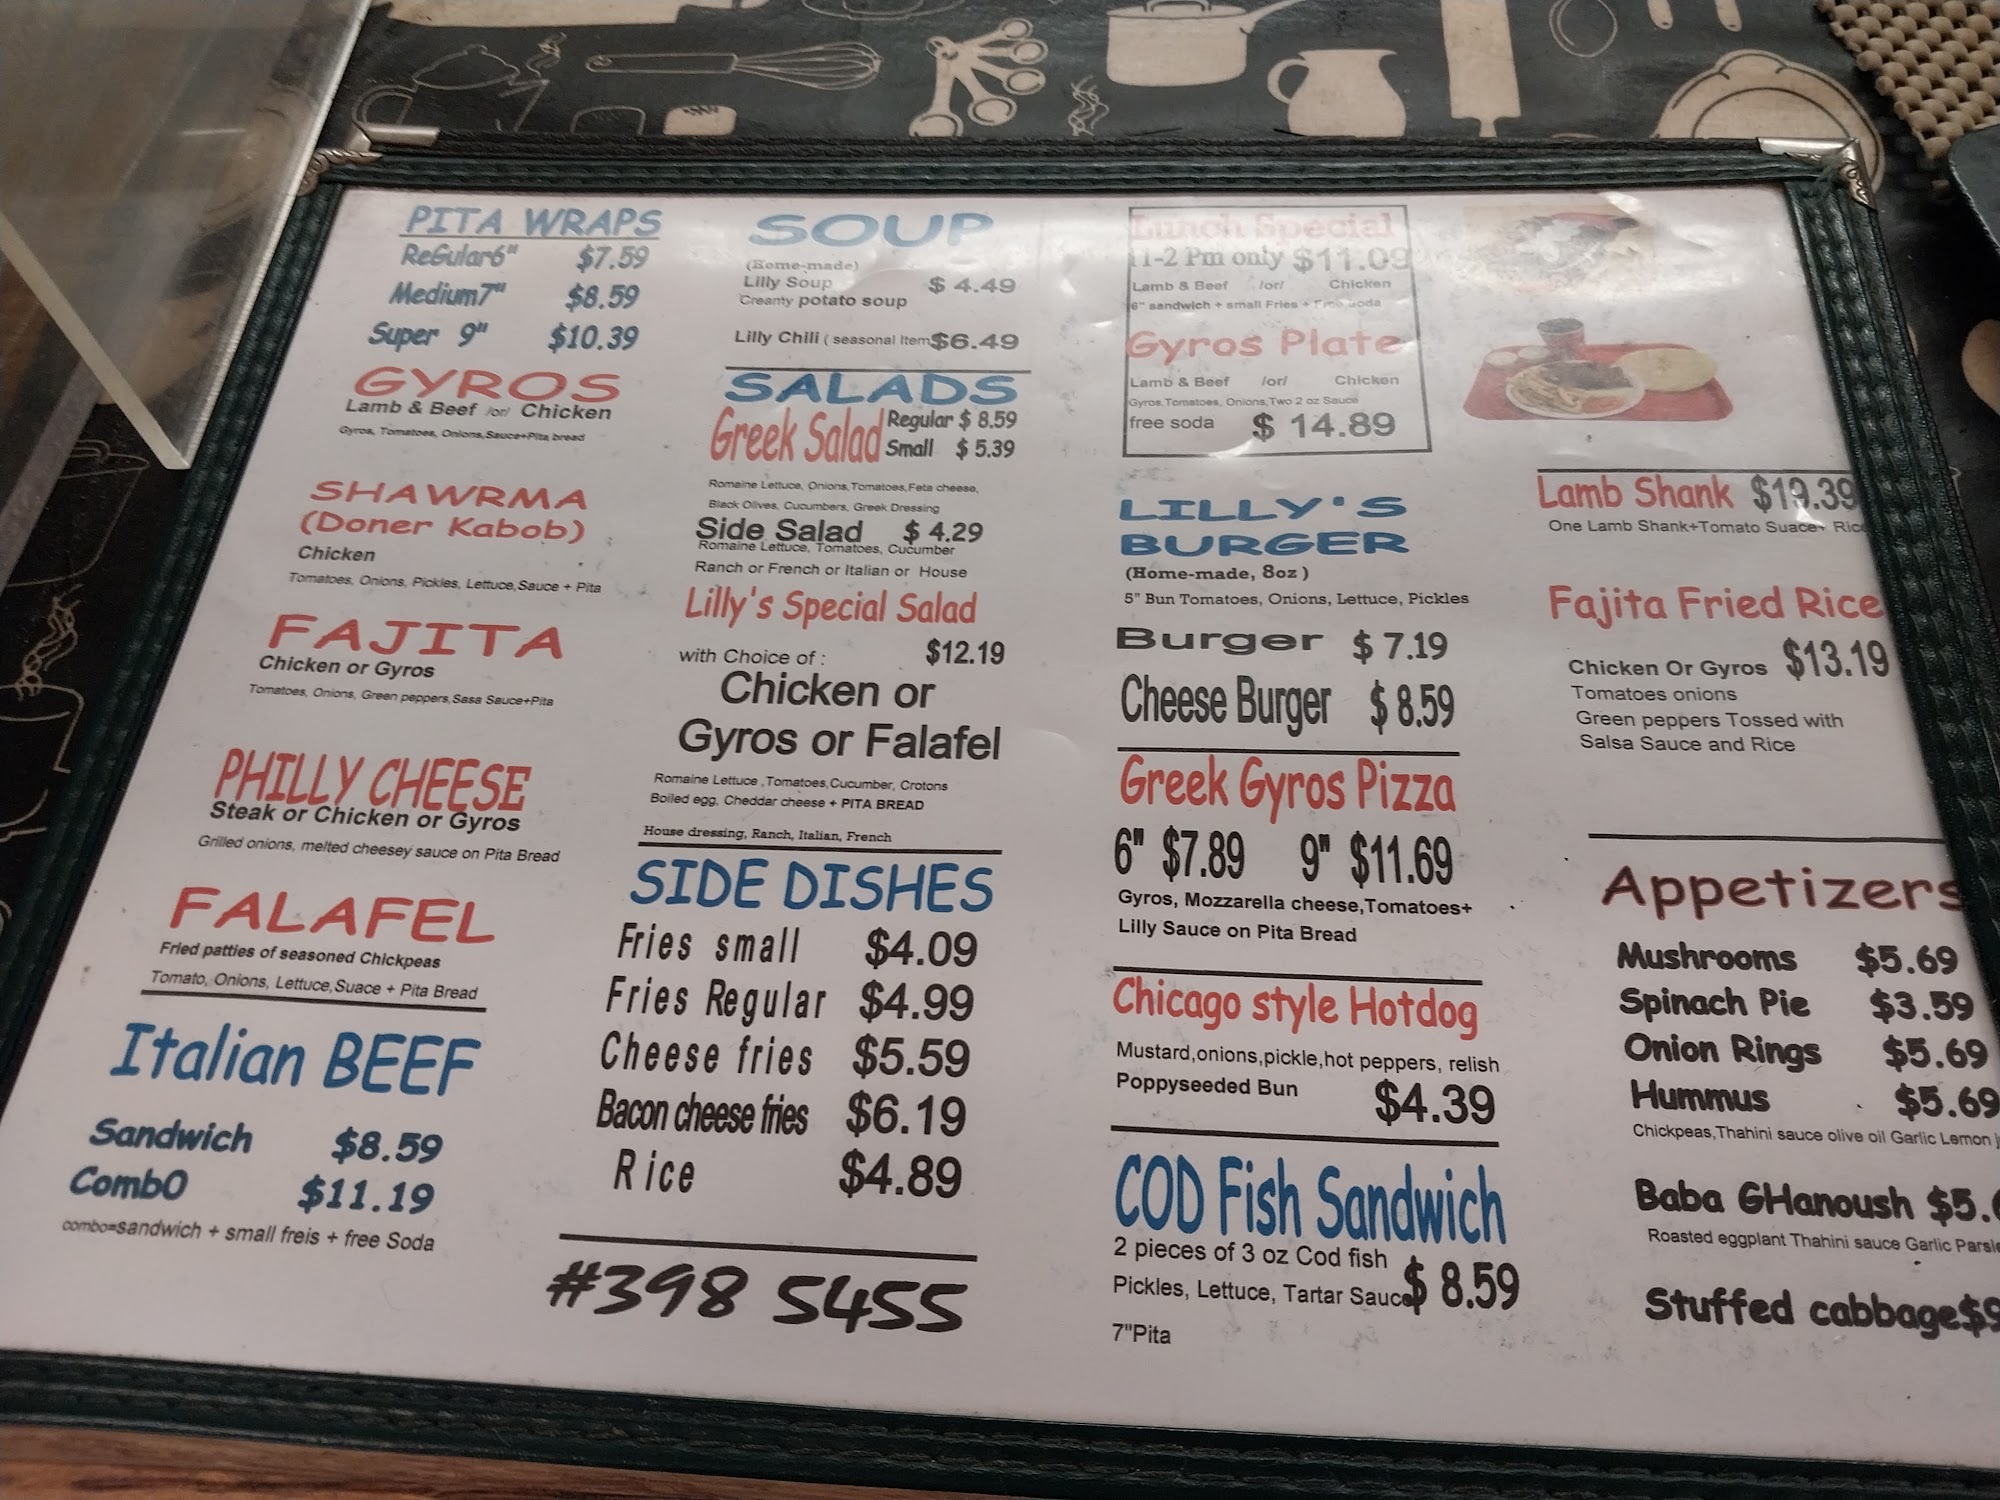 PITA WRAPS
ReGular6" $7.59
Medium7" $8.59
Super 9" $10.39
GYROS
Lamb & Beef /or/ Chicken
Gyros, Tomatoes, Onions,Sauce+Pita bread
SHAWRMA
(Doner Kabob)
Chicken
Tomatoes, Onions, Pickles, Lettuce,Sauce + Pita
FAJITA
Chicken or Gyros
Tomatoes, Onions, Green peppers,Sasa Sauce+Pita
PHILLY CHEESE
Steak or Chicken or Gyros
Grilled onions, melted cheesey sauce on Pita Bread
FALAFEL
Fried patties of seasoned Chickpeas
Tomato, Onions, Lettuce,Suace + Pita Bread
Italian BEEF
Sandwich $8.59
CombO $11.19
combo=sandwich + small freis + free Soda
SOUP
(Home-made)
Lilly Soup $ 4.49
Creamy potato soup
Lilly Chili ( seasonal Item $6.49
SALADS
Greek Salad Regular $ 8.59
Small $ 5.39
Romaine Lettuce, Onions,Tomatoes,Feta cheese,
Black Olives, Cucumbers, Greek Dressing
Side Salad $ 4.29
Romaine Lettuce, Tomatoes, Cucumber
Ranch or French or Italian or House
Lilly's Special Salad
with Choice of : $12.19
Chicken or
Gyros or Falafel
Romaine Lettuce ,Tomatoes,Cucumber, Crotons
Boiled egg, Cheddar cheese + PITA BREAD
House dressing, Ranch, Italian, French
SIDE DISHES
Fries small $4.09
Fries Regular $4.99
Cheese fries $5.59
Bacon cheese fries $6.19
Rice $4.89
#398 5455
Lunch Special
11-2 Pm only $11.09
Lamb & Beef /or/ Chicken
6" sandwich + small Fries + Free Soda
Gyros Plate
Lamb & Beef /or/ Chicken
Gyros,Tomatoes, Onions,Two 2 oz Sauce
free soda $ 14.89
LILLY'S
BURGER
(Home-made, 8oz )
5" Bun Tomatoes, Onions, Lettuce, Pickles
Burger $ 7.19
Cheese Burger $ 8.59
Greek Gyros Pizza
6" $7.89 9" $11.69
Gyros, Mozzarella cheese,Tomatoes+
Lilly Sauce on Pita Bread
Chicago style Hotdog
Mustard,onions,pickle,hot peppers, relish
Poppyseeded Bun $4.39
COD Fish Sandwich
2 pieces of 3 oz Cod fish
Pickles, Lettuce, Tartar Sauce $ 8.59
7"Pita
Lamb Shank $19.39
One Lamb Shank+Tomato Suace+
Fajita Fried Rice
Chicken Or Gyros $13.19
Tomatoes onions
Green peppers Tossed with
Salsa Sauce and Rice
Appetizers
Mushrooms $5.69
Spinach Pie $3.59
Onion Rings $5.69
Hummus $5.69
Chickpeas,Thahini sauce olive oil Garlic Lemon
Baba GHanoush
Roasted eggplant Thahini sauce Garlic
Stuffed cabbage